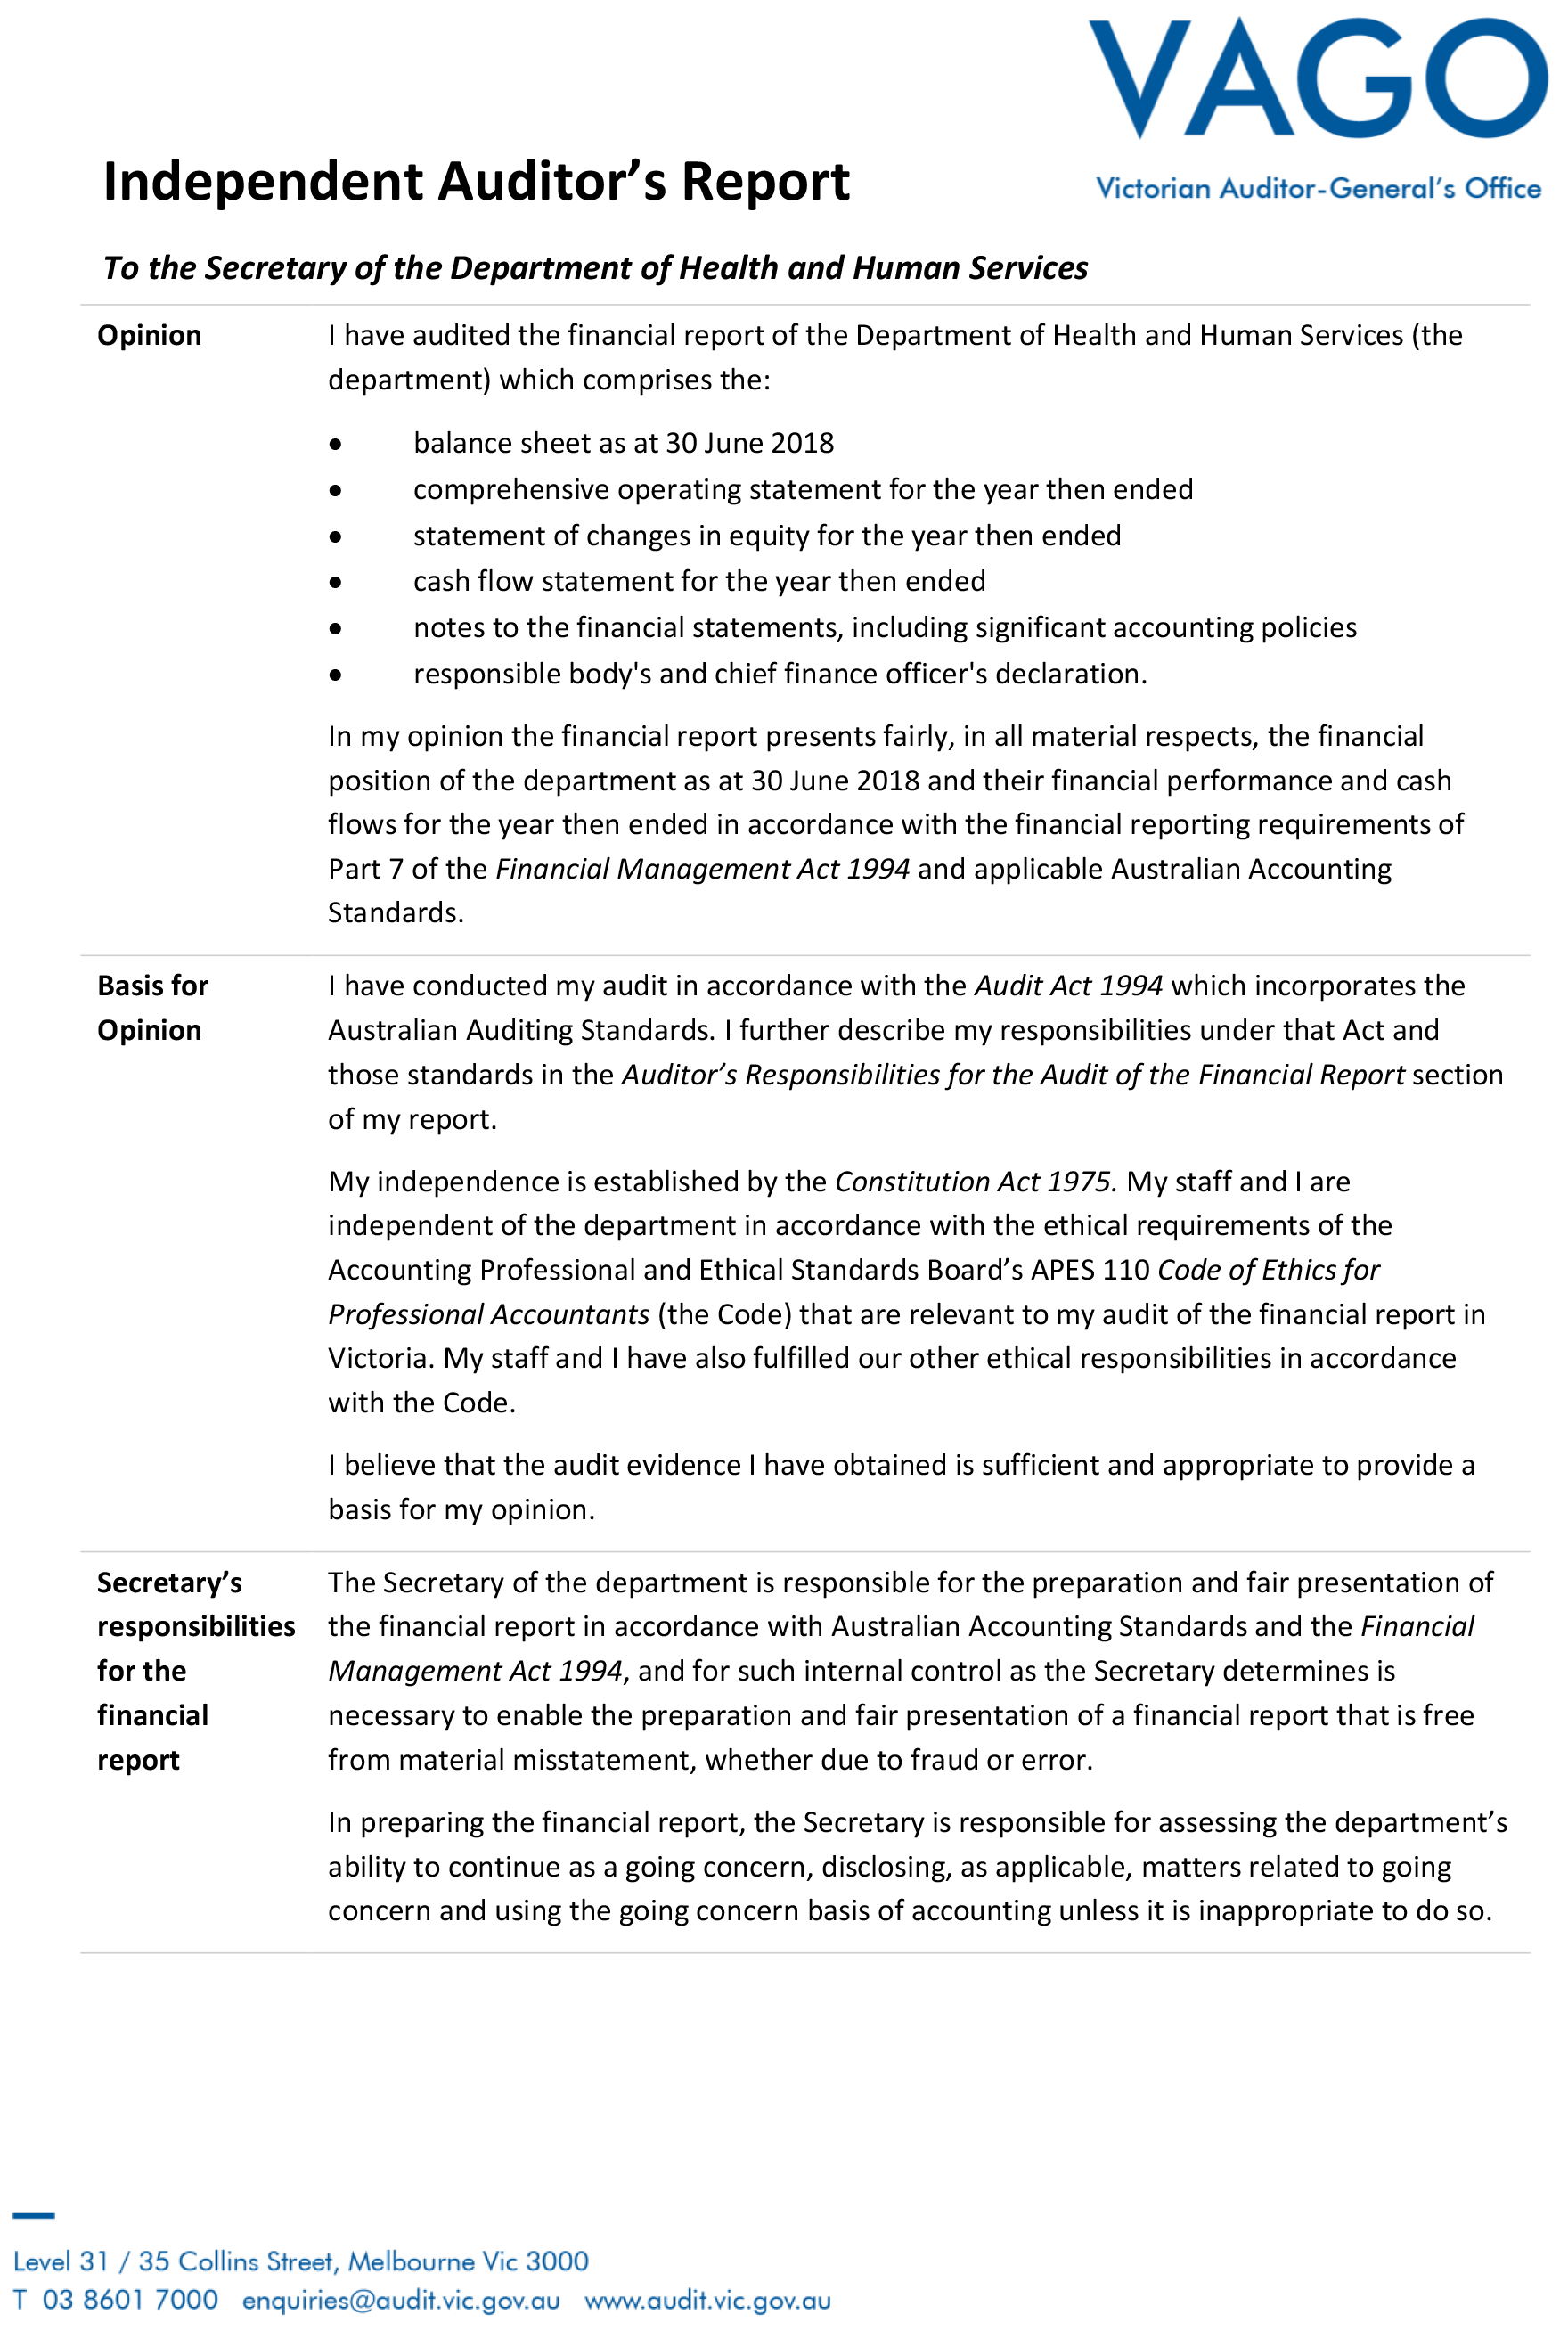 VAGO
Victorian Auditor-General’s Office
Independent Auditor’s Report
To the Secretary of the Department of Health and Human Services
Opinion
I have audited the financial report of the Department of Health and Human Services (the
department) which comprises the:
• balance sheet as at 30 June 2018
• comprehensive operating statement for the year then ended
• statement of changes in equity for the year then ended
• cash flow statement for the year then ended
• notes to the financial statements, including significant accounting policies
• responsible body's and chief finance officer's declaration.
In my opinion the financial report presents fairly, in all material respects, the financial
position of the department as at 30 June 2018 and their financial performance and cash
flows for the year then ended in accordance with the financial reporting requirements of
Part 7 of the Financial Management Act 1994 and applicable Australian Accounting
Standards.
Basis for
Opinion
I have conducted my audit in accordance with the Audit Act 1994 which incorporates the
Australian Auditing Standards. I further describe my responsibilities under that Act and
those standards in the Auditor’s Responsibilities for the Audit of the Financial Report section
of my report.
My independence is established by the Constitution Act 1975. My staff and I are
independent of the department in accordance with the ethical requirements of the
Accounting Professional and Ethical Standards Board’s APES 110 Code of Ethics for
Professional Accountants (the Code) that are relevant to my audit of the financial report in
Victoria. My staff and I have also fulfilled our other ethical responsibilities in accordance
with the Code.
I believe that the audit evidence I have obtained is sufficient and appropriate to provide a
basis for my opinion.
Secretary’s
responsibilities
for the
financial
report
The Secretary of the department is responsible for the preparation and fair presentation of
the financial report in accordance with Australian Accounting Standards and the Financial
Management Act 1994, and for such internal control as the Secretary determines is
necessary to enable the preparation and fair presentation of a financial report that is free
from material misstatement, whether due to fraud or error.
In preparing the financial report, the Secretary is responsible for assessing the department’s
ability to continue as a going concern, disclosing, as applicable, matters related to going
concern and using the going concern basis of accounting unless it is inappropriate to do so.
Level 31 / 35 Collins Street, Melbourne Vic 3000
T 03 8601 7000 enquiries@audit.vic.gov.au www.audit.vic.gov.au